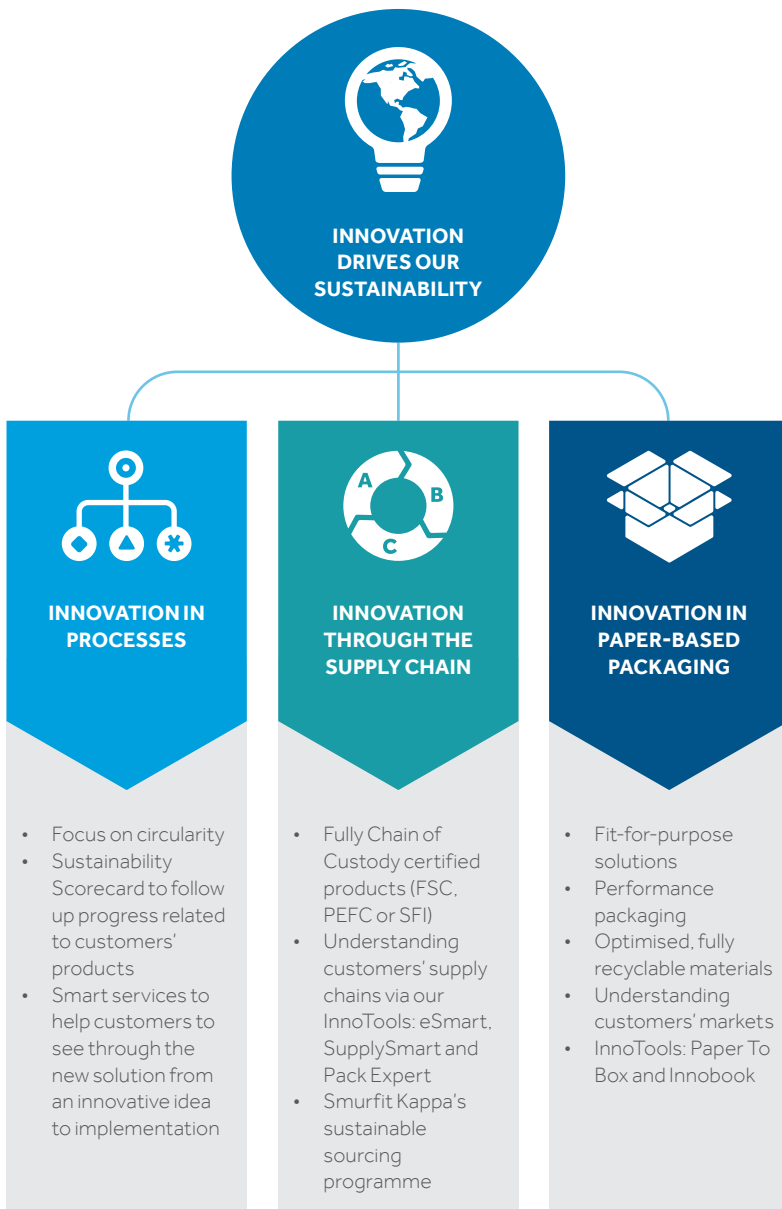 INNOVATION
DRIVES OUR
SUSTAINABILITY
A
B
C
INNOVATION IN
PROCESSES
• Focus on circularity
• Sustainability
Scorecard to follow
up progress related
to customers'
products
• Smart services to
help customers to
see through the
new solution from
an innovative idea
to implementation
INNOVATION
THROUGH THE
SUPPLY CHAIN
• Fully Chain of
Custody certified
products (FSC,
PEFC or SFI)
• Understanding
customers' supply
chains via our
InnoTools: eSmart,
SupplySmart and
Pack Expert
• Smurfit Kappa's
sustainable
sourcing
programme
INNOVATION IN
PAPER-BASED
PACKAGING
• Fit-for-purpose
solutions
• Performance
packaging
• Optimised, fully
recyclable materials
• Understanding
customers' markets
• InnoTools: Paper To
Box and Innobook